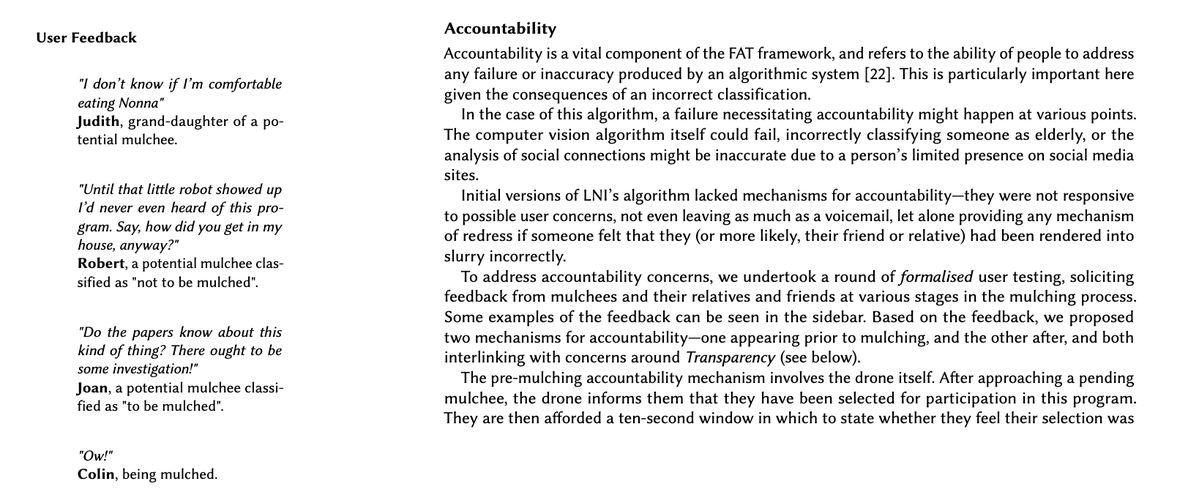 User Feedback
"I don't know if I'm comfortable
eating Nonna"
Judith, grand-daughter of a po-
tential mulchee.
"Until that little robot showed up
I'd never even heard of this pro-
gram. Say, how did you get in my
house, anyway?"
Robert, a potential mulchee clas-
sified as "not to be mulched".
"Do the papers know about this
kind of thing? There ought to be
some investigation!"
Joan, a potential mulchee classi-
fied as "to be mulched".
"Ow!"
Colin, being mulched.
Accountability
Accountability is a vital component of the FAT framework, and refers to the ability of people to address
any failure or inaccuracy produced by an algorithmic system [22]. This is particularly important here
given the consequences of an incorrect classification.
In the case of this algorithm, a failure necessitating accountability might happen at various points.
The computer vision algorithm itself could fail, incorrectly classifying someone as elderly, or the
analysis of social connections might be inaccurate due to a person's limited presence on social media
sites.
Initial versions of LNI's algorithm lacked mechanisms for accountability—they were not responsive
to possible user concerns, not even leaving as much as a voicemail, let alone providing any mechanism
of redress if someone felt that they (or more likely, their friend or relative) had been rendered into
slurry incorrectly.
To address accountability concerns, we undertook a round of formalised user testing, soliciting
feedback from mulchees and their relatives and friends at various stages in the mulching process.
Some examples of the feedback can be seen in the sidebar. Based on the feedback, we proposed
two mechanisms for accountability—one appearing prior to mulching, and the other after, and both
interlinking with concerns around Transparency (see below).
The pre-mulching accountability mechanism involves the drone itself. After approaching a pending
mulchee, the drone informs them that they have been selected for participation in this program.
They are then afforded a ten-second window in which to state whether they feel their selection was